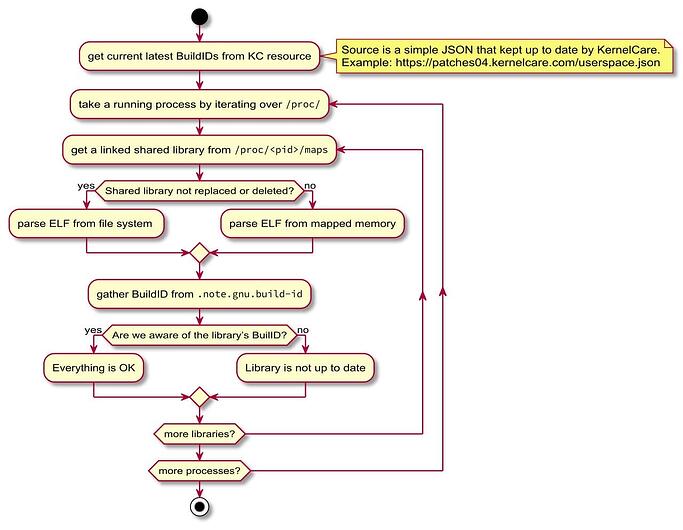 get current latest BuildIDs from KC resource
Source is a simple JSON that kept up to date by KernelCare.
Example: https://patches04.kernelcare.com/userspace.json
take a running process by iterating over /proc/
get a linked shared library from /proc/<pid>/maps
yes
Shared library not replaced or deleted?
no
parse ELF from file system
parse ELF from mapped memory
gather BuildID from .note.gnu.build-id
yes
Are we aware of the library's BuilID?
no
Everything is OK
Library is not up to date
more libraries?
more processes?